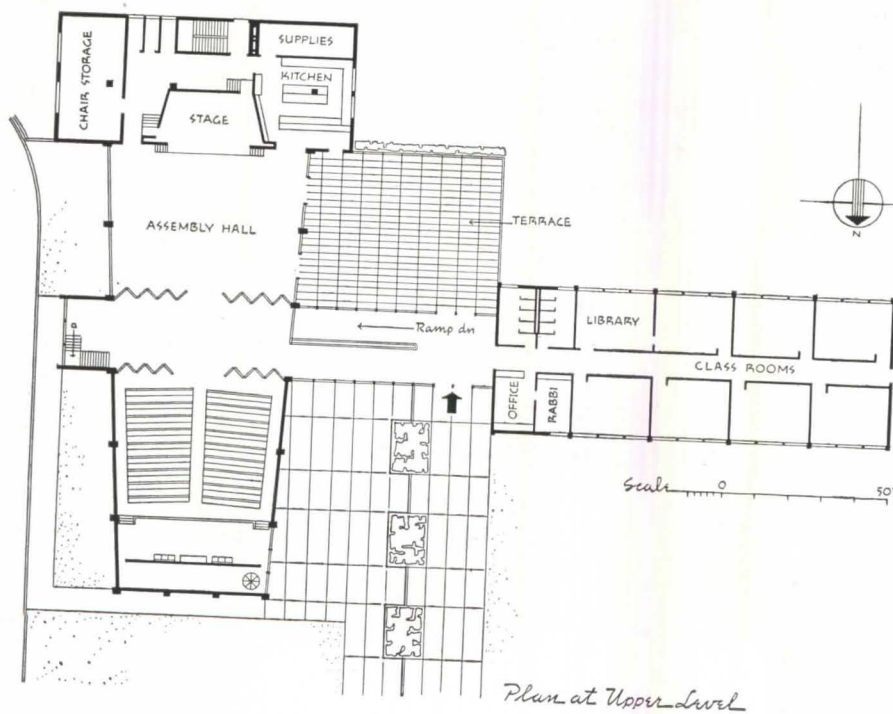 SUPPLIES
CHAIR STORAGE
KITCHEN
STAGE
ASSEMBLY HALL
TERRACE
N
Ramp dn
LIBRARY
CLASS ROOMS
OFFICE
RABBI
Scale 0 50'
Plan at Upper Level